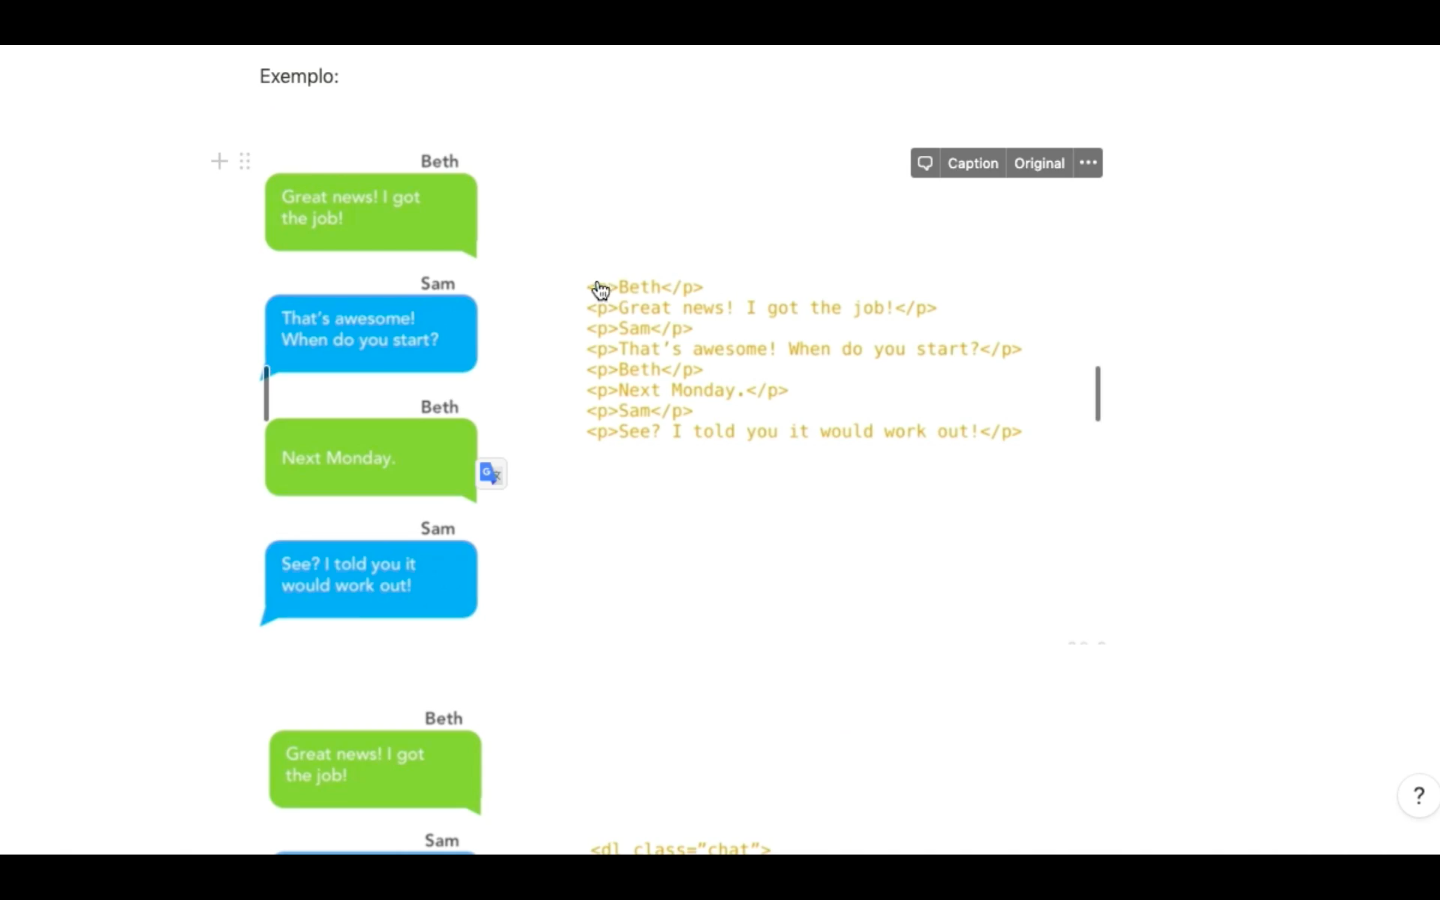 Exemplo:
Caption Original
Beth
Great news! I got
the job!
Sam
That's awesome!
When do you start?
Beth
Next Monday.
Sam
See? I told you it
would work out!
<p>Beth</p>
<p>Great news! I got the job!</p>
<p>Sam</p>
<p>That’s awesome! When do you start?</p>
<p>Beth</p>
<p>Next Monday.</p>
<p>Sam</p>
<p>See? I told you it would work out!</p>
Beth
Great news! I got
the job!
Sam
<dl class=”chat”>
?